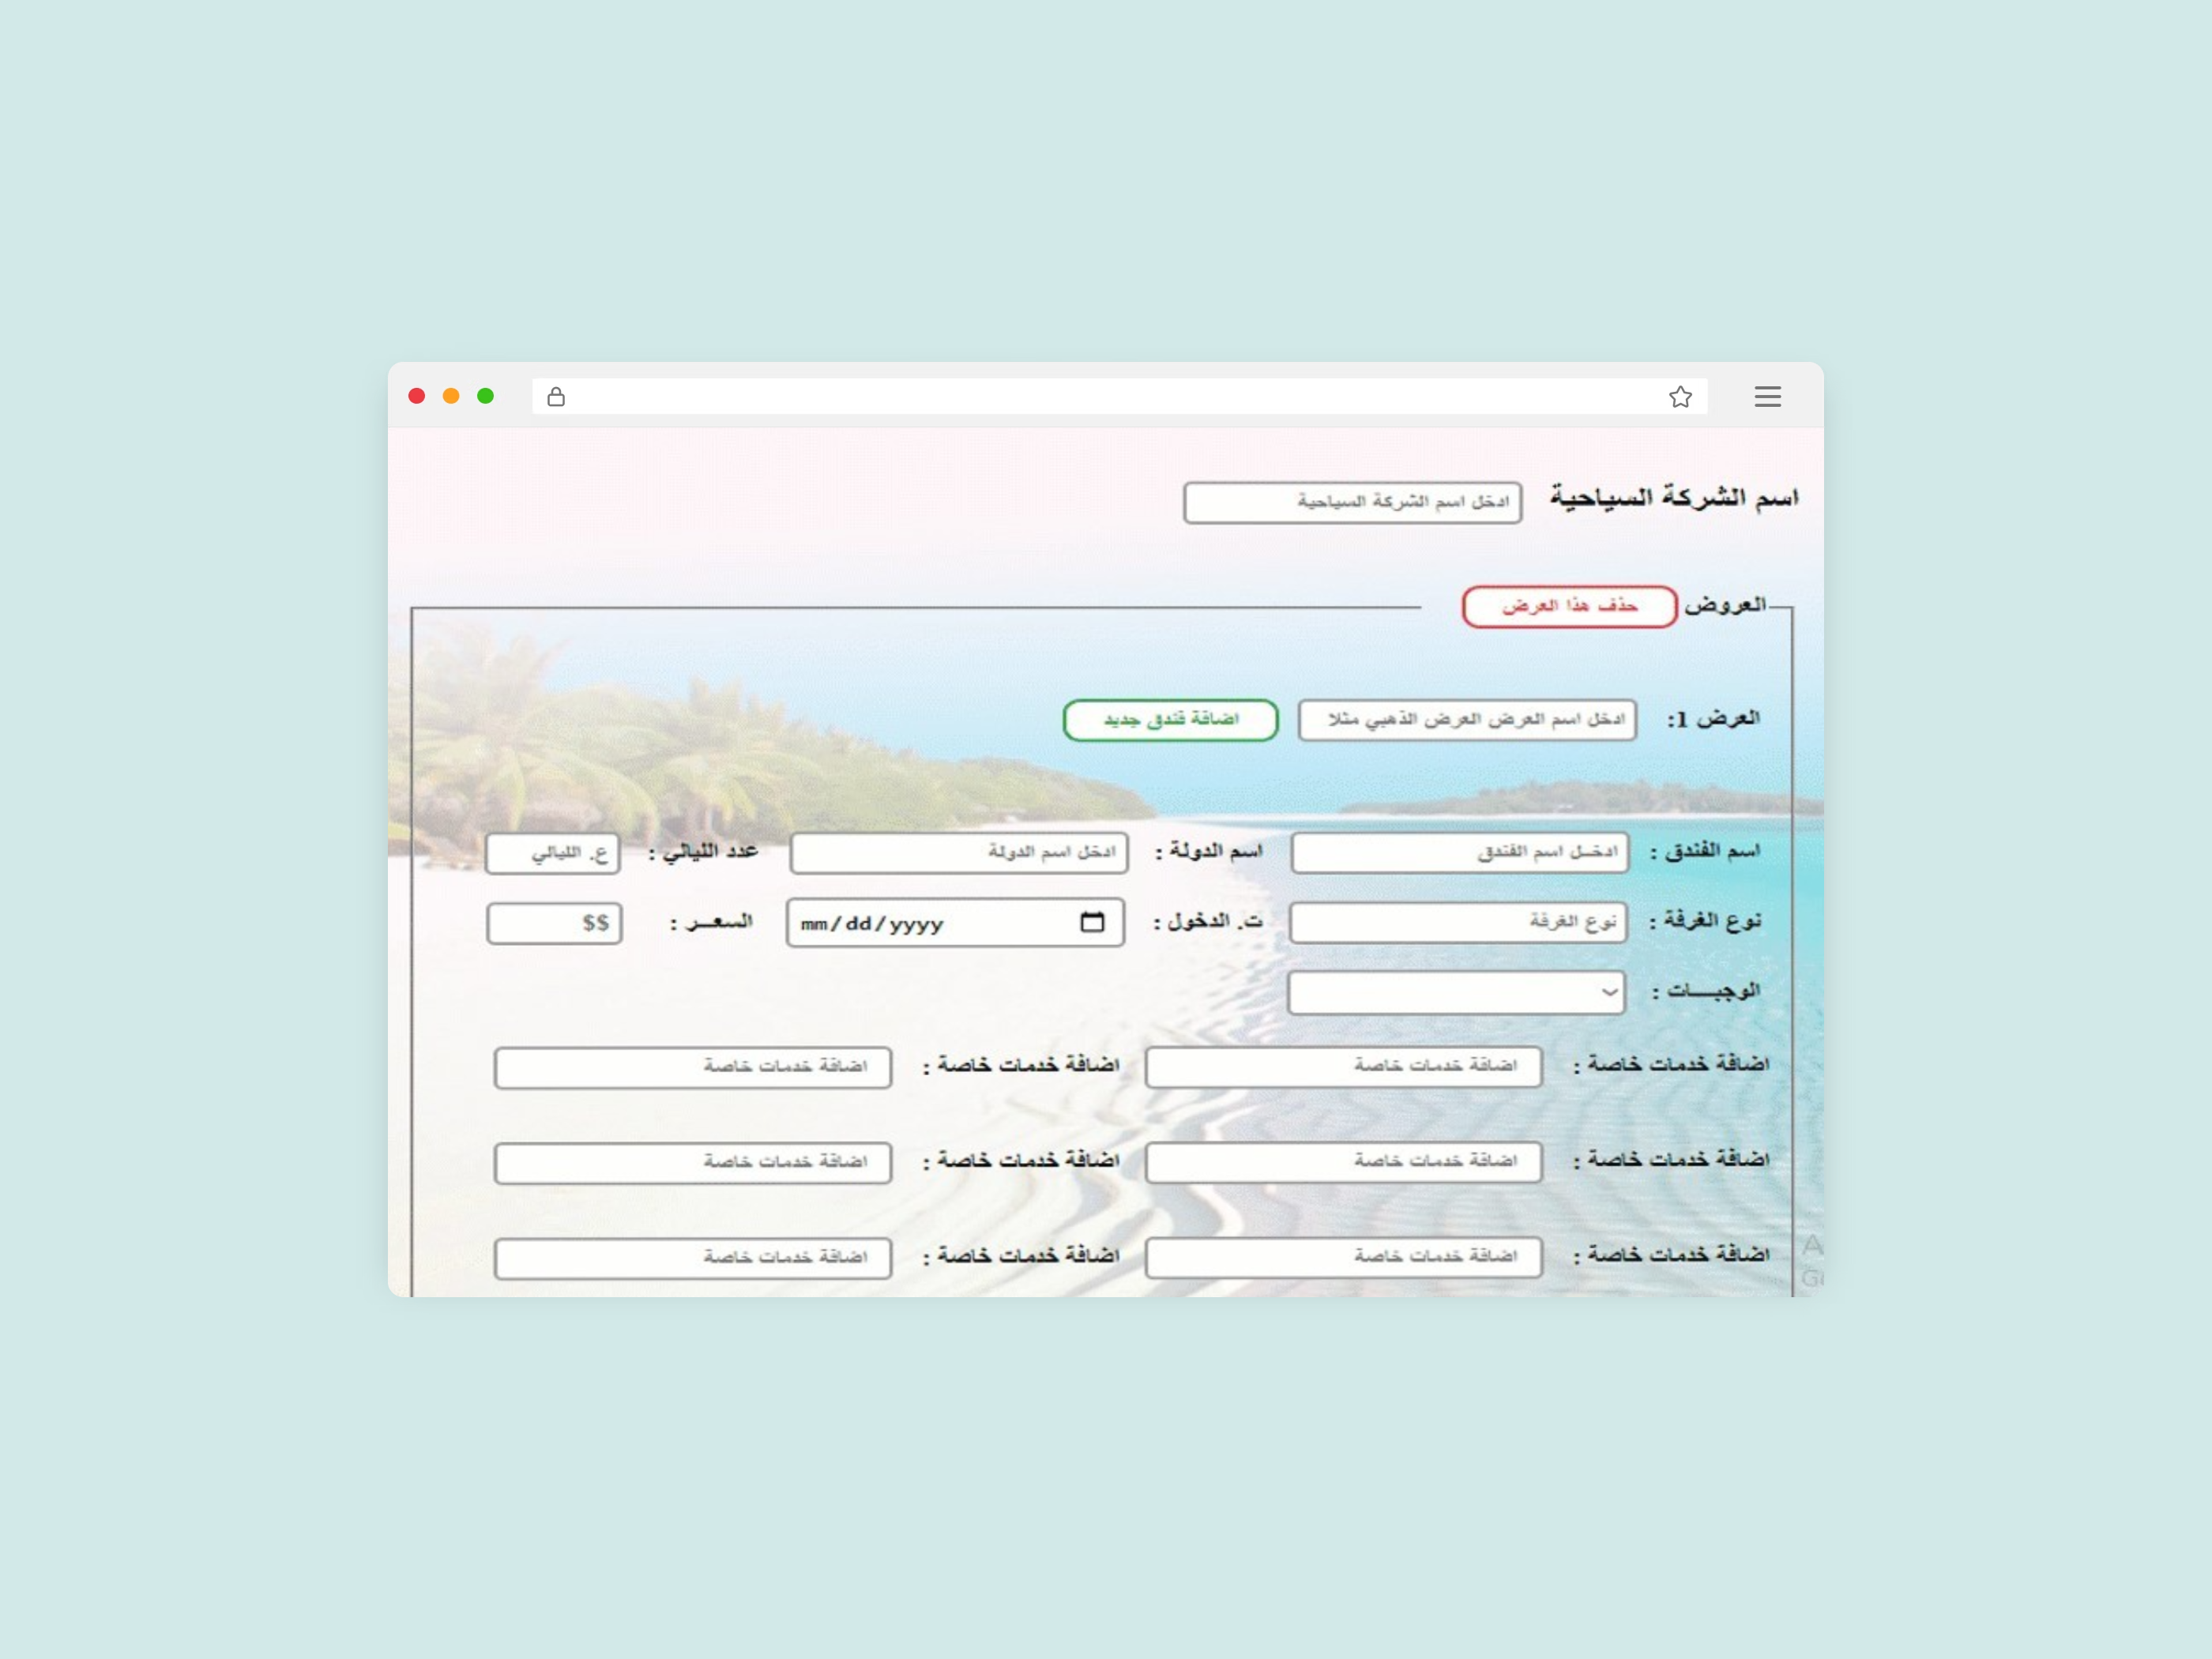 اسم الشركة السياحية ادخل اسم الشركة السياحية
العروض حذف هذا العرض
العرض 1: ادخل اسم العرض العرض الذهبي مثلا اضافة فندق جديد
اسم الفندق : ادخــل اسم الفندق اسم الدولة : ادخل اسم الدولة عدد الليالي : ع. الليالي
نوع الغرفة : نوع الغرفة ت. الدخول : mm/dd/yyyy السعــر : $$
الوجبــــات :
اضافة خدمات خاصة : اضافة خدمات خاصة اضافة خدمات خاصة : اضافة خدمات خاصة
اضافة خدمات خاصة : اضافة خدمات خاصة اضافة خدمات خاصة : اضافة خدمات خاصة
اضافة خدمات خاصة : اضافة خدمات خاصة اضافة خدمات خاصة : اضافة خدمات خاصة